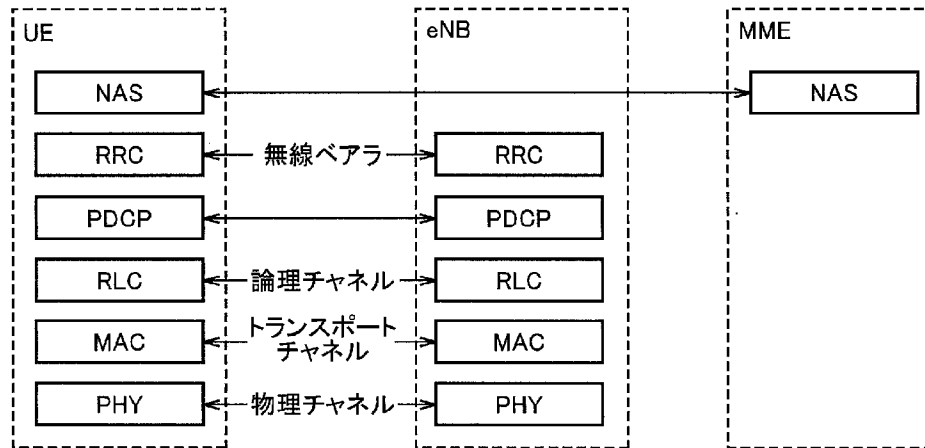 UE
eNB
MME
NAS
NAS
RRC
無線ベアラ
RRC
PDCP
PDCP
RLC
論理チャネル
RLC
MAC
トランスポート
チャネル
MAC
PHY
物理チャネル
PHY